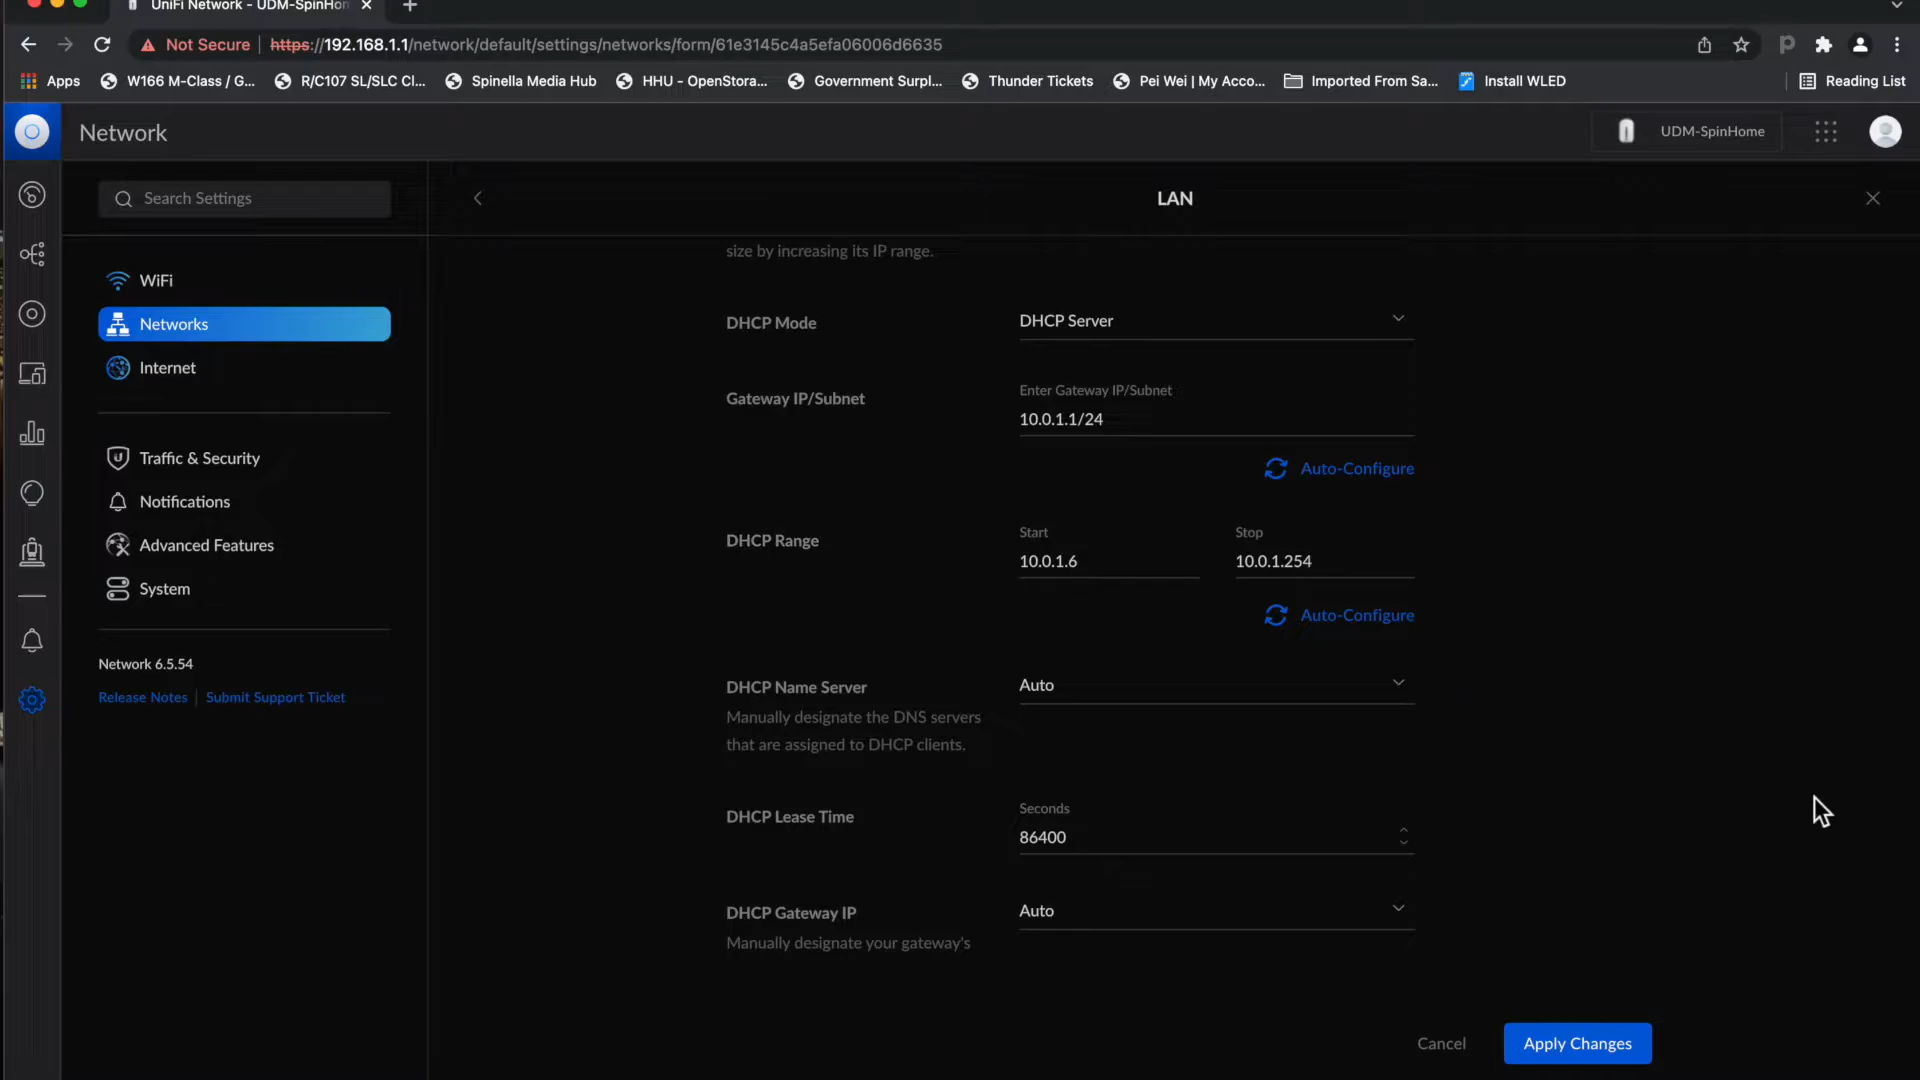 UniFi Network - UDM-SpinHom
Not Secure | https://192.168.1.1/network/default/settings/networks/form/61e3145c4a5efa06006d6635
Apps W166 M-Class / G... R/C107 SL/SLC Cl... Spinella Media Hub HHU - OpenStora... Government Surpl... Thunder Tickets Pei Wei | My Acco... Imported From Sa... Install WLED Reading List
Network UDM-SpinHome
Search Settings
WiFi
Networks
Internet
Traffic & Security
Notifications
Advanced Features
System
Network 6.5.54
Release Notes | Submit Support Ticket
LAN
size by increasing its IP range.
DHCP Mode DHCP Server
Enter Gateway IP/Subnet
Gateway IP/Subnet
10.0.1.1/24
Auto-Configure
Start Stop
DHCP Range
10.0.1.6 10.0.1.254
Auto-Configure
DHCP Name Server Auto
Manually designate the DNS servers
that are assigned to DHCP clients.
Seconds
DHCP Lease Time
86400
DHCP Gateway IP Auto
Manually designate your gateway's
Cancel Apply Changes